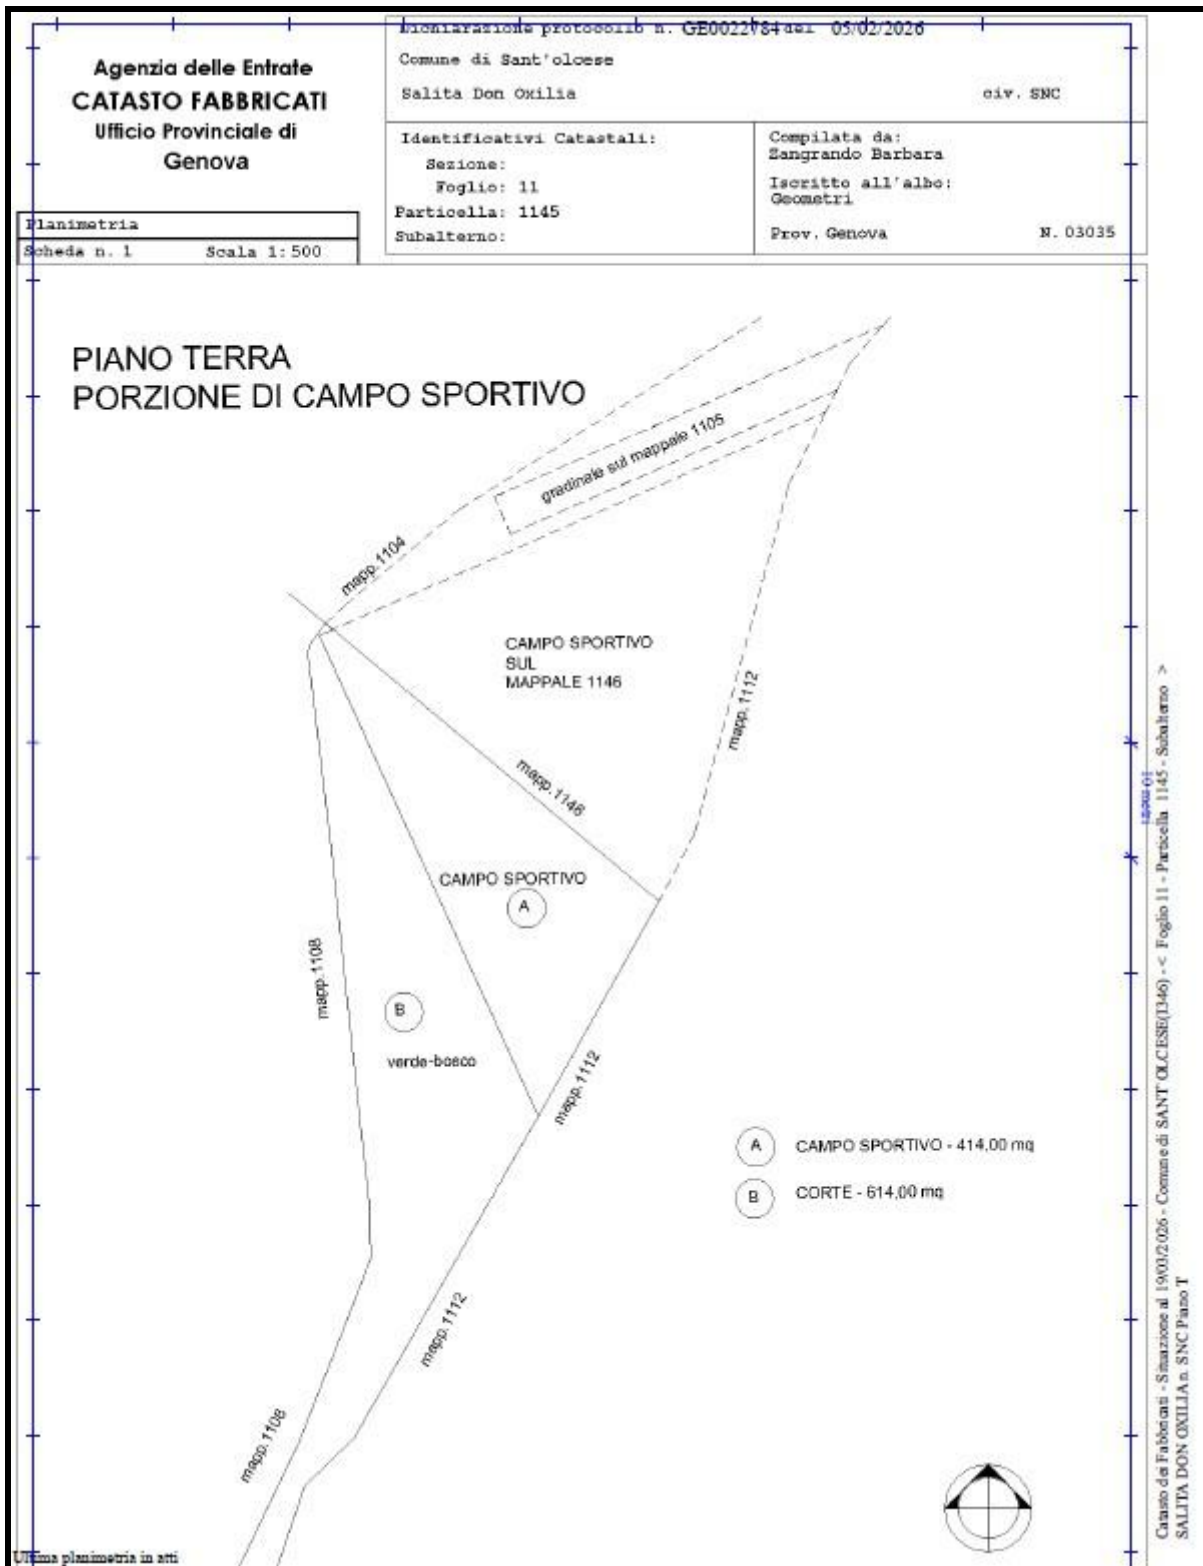 Agenzia delle Entrate
CATASTO FABBRICATI
Ufficio Provinciale di
Genova
Dichiarazione protocollo n. GE0022784 del 05/02/2026
Comune di Sant'olcese
Salita Don Oxilia civ. SNC
Identificativi Catastali:
Sezione:
Foglio: 11
Particella: 1145
Subalterno:
Compilata da:
Zangrando Barbara
Iscritto all'albo:
Geometri
Prov. Genova N. 03035
Planimetria
Scheda n. 1 Scala 1:500
PIANO TERRA
PORZIONE DI CAMPO SPORTIVO
gradinate sul mappale 1105
mapp.1104
CAMPO SPORTIVO
SUL
MAPPALE 1146
mapp.1112
mapp.1146
CAMPO SPORTIVO
A
mapp.1108
B
verde-bosco
mapp.1112
A CAMPO SPORTIVO - 414,00 mq
B CORTE - 614,00 mq
mapp.1112
mapp.1108
Ultima planimetria in atti
10 metri
Catasto dei Fabbricati - Situazione al 19/03/2026 - Comune di SANT'OLCESE(I346) - < Foglio 11 - Particella 1145 - Subalterno >
SALITA DON OXILIA n. SNC Piano T